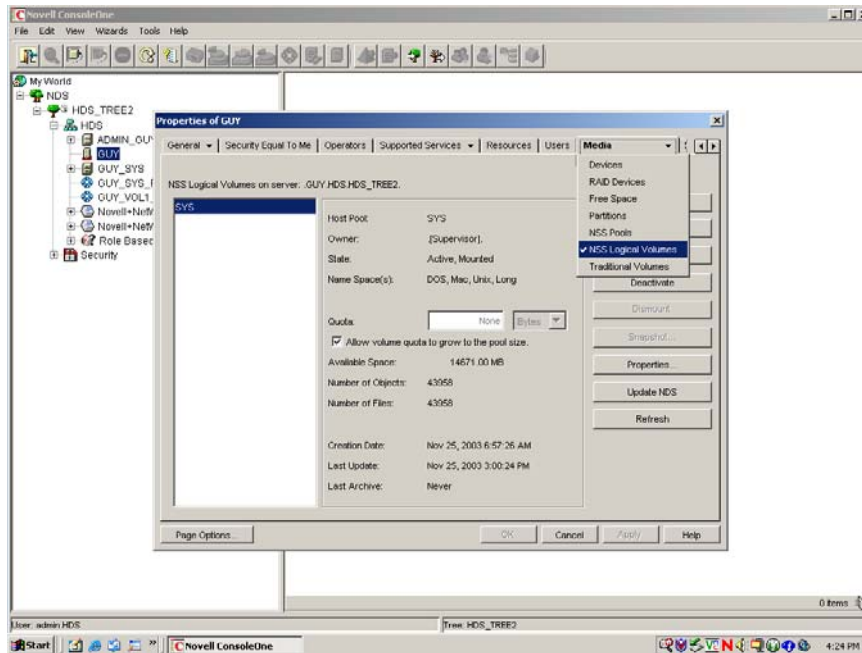 Novell ConsoleOne
File Edit View Wizards Tools Help
My World
NDS
HDS_TREE2
HDS
ADMIN_GU
GUY
GUY_SYS
GUY_SYS_
GUY_VOL1_
Novell+Net
Novell+Net
Role Based
Security
Properties of GUY
General Security Equal To Me Operators Supported Services Resources Users Media
Devices
RAID Devices
Free Space
Partitions
NSS Pools
NSS Logical Volumes
Traditional Volumes
NSS Logical Volumes on server: .GUY.HDS.HDS_TREE2.
SYS
Host Pool: SYS
Owner: [Supervisor].
State: Active, Mounted
Name Space(s): DOS, Mac, Unix, Long
Quota: None Bytes
Allow volume quota to grow to the pool size.
Available Space: 14671.00 MB
Number of Objects: 43958
Number of Files: 43958
Creation Date: Nov 25, 2003 6:57:26 AM
Last Update: Nov 25, 2003 3:00:24 PM
Last Archive: Never
Deactivate
Dismount
Snapshot...
Properties...
Update NDS
Refresh
Page Options...
OK Cancel Apply Help
0 items
User: admin.HDS Tree: HDS_TREE2
Start Novell ConsoleOne 4:24 PM